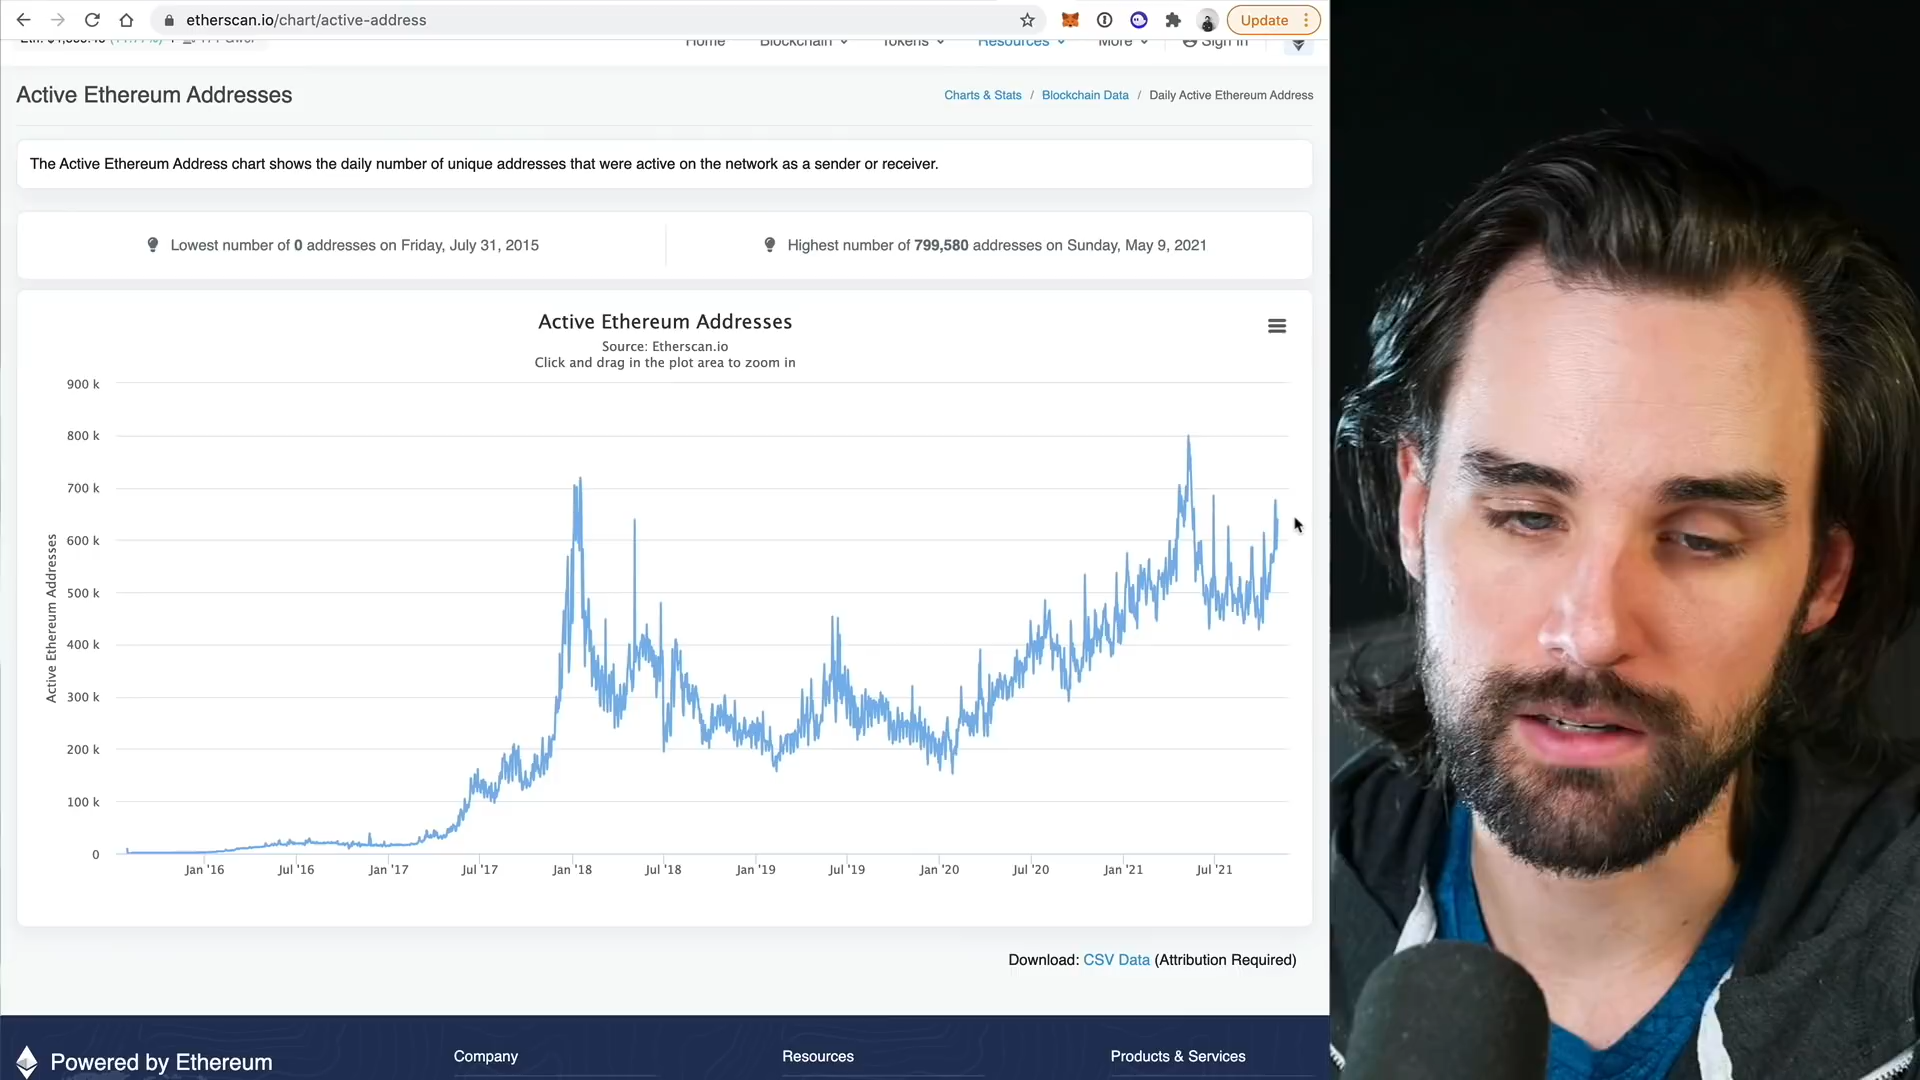 etherscan.io/chart/active-address
Update
Home
Blockchain
Tokens
Resources
More
Sign In
Active Ethereum Addresses
Charts & Stats / Blockchain Data / Daily Active Ethereum Address
The Active Ethereum Address chart shows the daily number of unique addresses that were active on the network as a sender or receiver.
Lowest number of 0 addresses on Friday, July 31, 2015
Highest number of 799,580 addresses on Sunday, May 9, 2021
Active Ethereum Addresses
Source: Etherscan.io
Click and drag in the plot area to zoom in
900 k
800 k
700 k
600 k
500 k
400 k
300 k
200 k
100 k
0
Active Ethereum Addresses
Jan '16
Jul '16
Jan '17
Jul '17
Jan '18
Jul '18
Jan '19
Jul '19
Jan '20
Jul '20
Jan '21
Jul '21
Download: CSV Data (Attribution Required)
Powered by Ethereum
Company
Resources
Products & Services